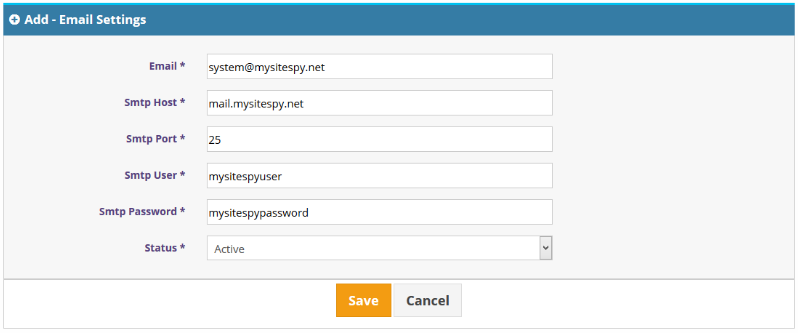 Add - Email Settings
Email * system@mysitespy.net
Smtp Host * mail.mysitespy.net
Smtp Port * 25
Smtp User * mysitespyuser
Smtp Password * mysitespypassword
Status * Active
Save Cancel